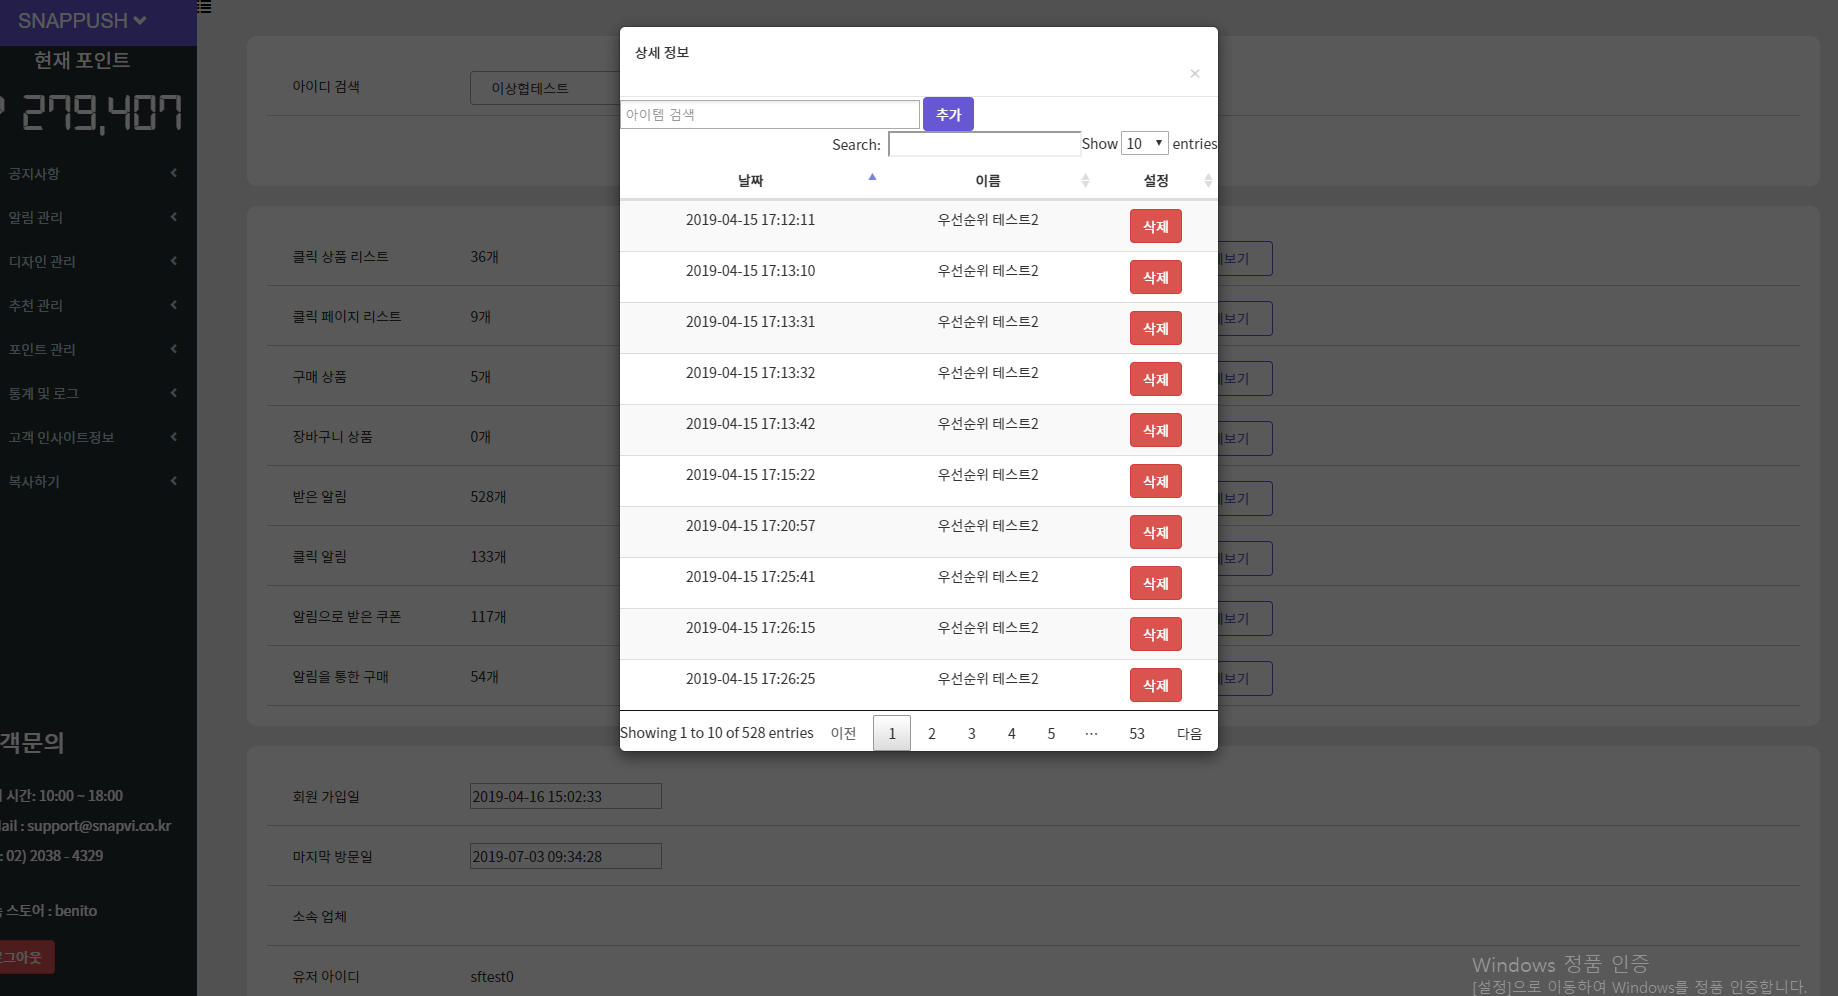 SNAPPUSH
현재 포인트
279,407
공지사항
알림 관리
디자인 관리
추천 관리
포인트 관리
통계 및 로그
고객 인사이트정보
복사하기
객문의
시간: 10:00 ~ 18:00
ail : support@snapvi.co.kr
: 02) 2038 - 4329
스토어 : benito
그아웃
아이디 검색
이상협테스트
클릭 상품 리스트 36개 보기
클릭 페이지 리스트 9개 보기
구매 상품 5개 보기
장바구니 상품 0개 보기
받은 알림 528개 보기
클릭 알림 133개 보기
알림으로 받은 쿠폰 117개 보기
알림을 통한 구매 54개 보기
회원 가입일 2019-04-16 15:02:33
마지막 방문일 2019-07-03 09:34:28
소속 업체
유저 아이디 sftest0
상세 정보
×
아이템 검색 추가
Search: Show 10 entries
날짜 이름 설정
2019-04-15 17:12:11 우선순위 테스트2 삭제
2019-04-15 17:13:10 우선순위 테스트2 삭제
2019-04-15 17:13:31 우선순위 테스트2 삭제
2019-04-15 17:13:32 우선순위 테스트2 삭제
2019-04-15 17:13:42 우선순위 테스트2 삭제
2019-04-15 17:15:22 우선순위 테스트2 삭제
2019-04-15 17:20:57 우선순위 테스트2 삭제
2019-04-15 17:25:41 우선순위 테스트2 삭제
2019-04-15 17:26:15 우선순위 테스트2 삭제
2019-04-15 17:26:25 우선순위 테스트2 삭제
Showing 1 to 10 of 528 entries 이전 1 2 3 4 5 … 53 다음
Windows 정품 인증
[설정]으로 이동하여 Windows를 정품 인증합니다.